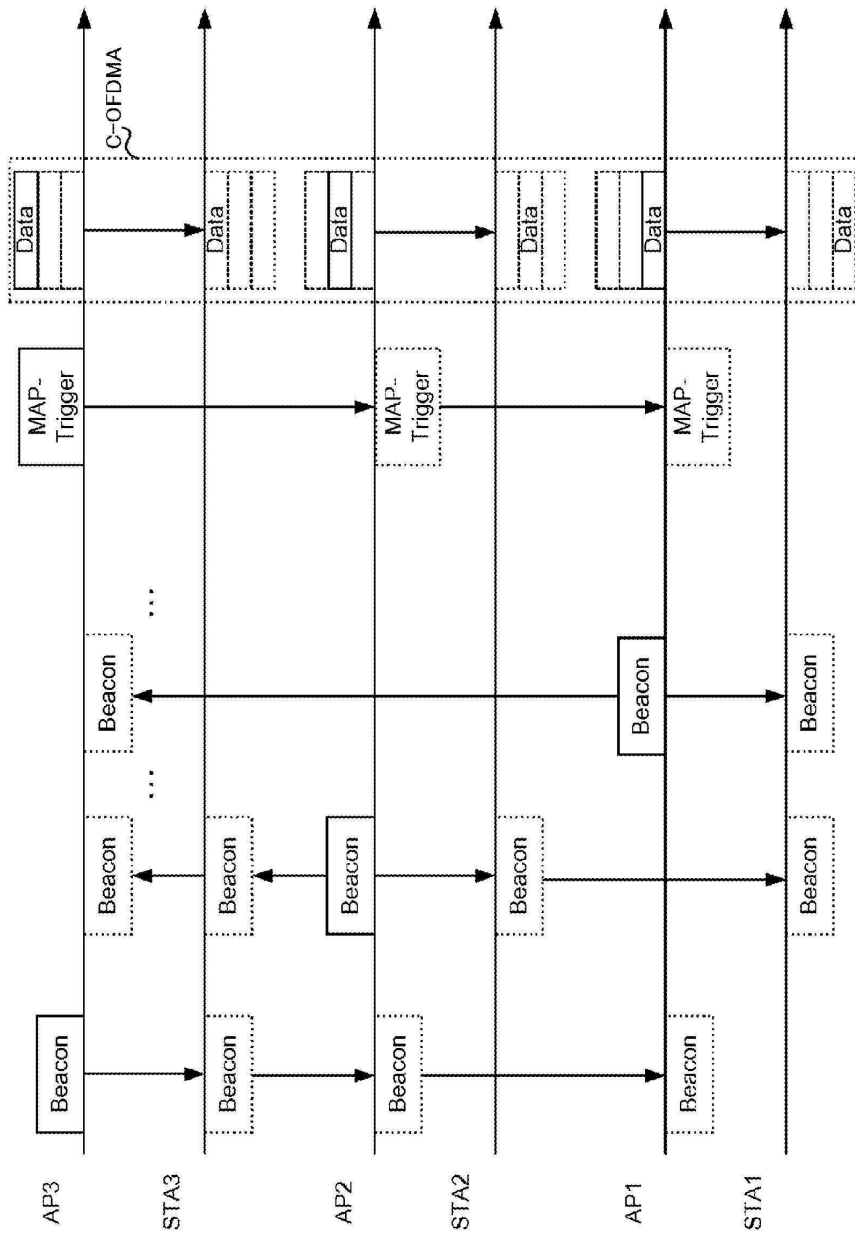 C-OFDMA
AP3
Beacon
Beacon
Beacon
MAP-
Trigger
Data
...
...
STA3
Beacon
Beacon
Data
AP2
Beacon
Beacon
MAP-
Trigger
Data
STA2
Beacon
Data
AP1
Beacon
Beacon
MAP-
Trigger
Data
STA1
Beacon
Beacon
Data